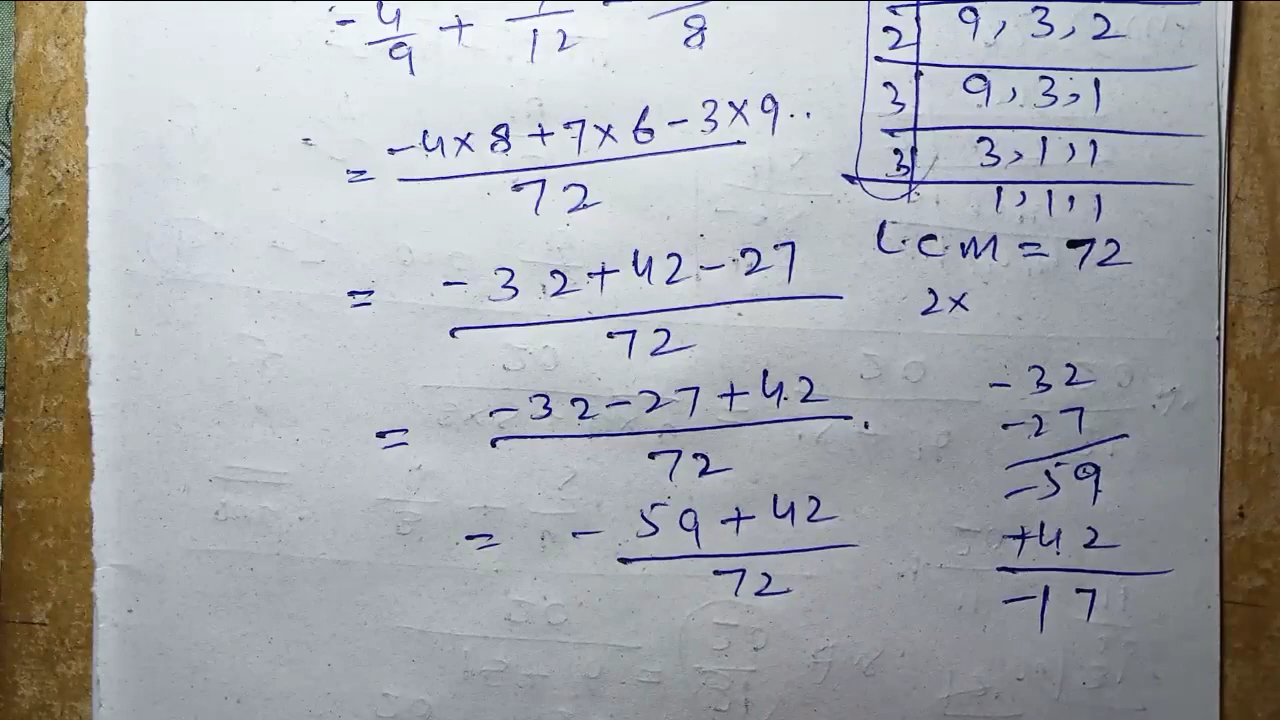 - 4/9 + 7/12 - /8
= -4×8+7×6-3×9../72
= -32+42-27/72
= -32-27+42/72.
= - 59+42/72
2 | 9, 3, 2
3 | 9, 3, 1
3 | 3, 1, 1
1, 1, 1
L.C.M = 72
2×
-32
-27
-59
+42
-17